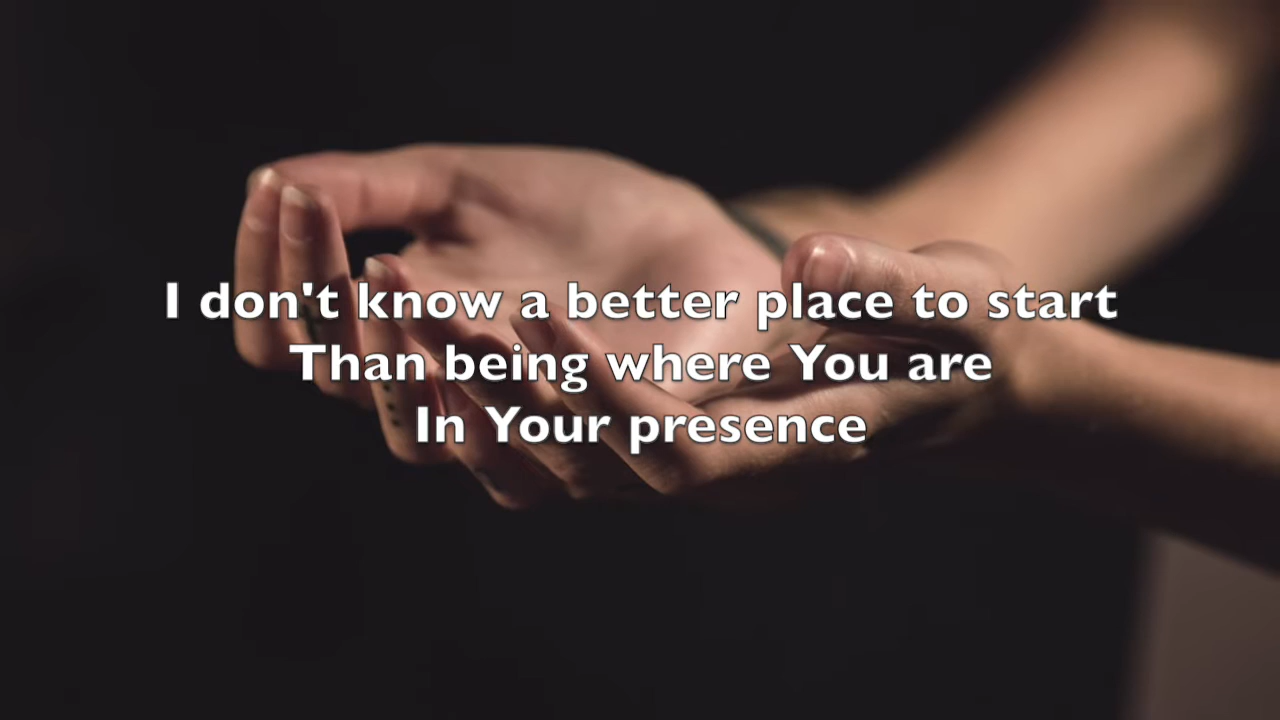 I don't know a better place to start
Than being where You are
In Your presence